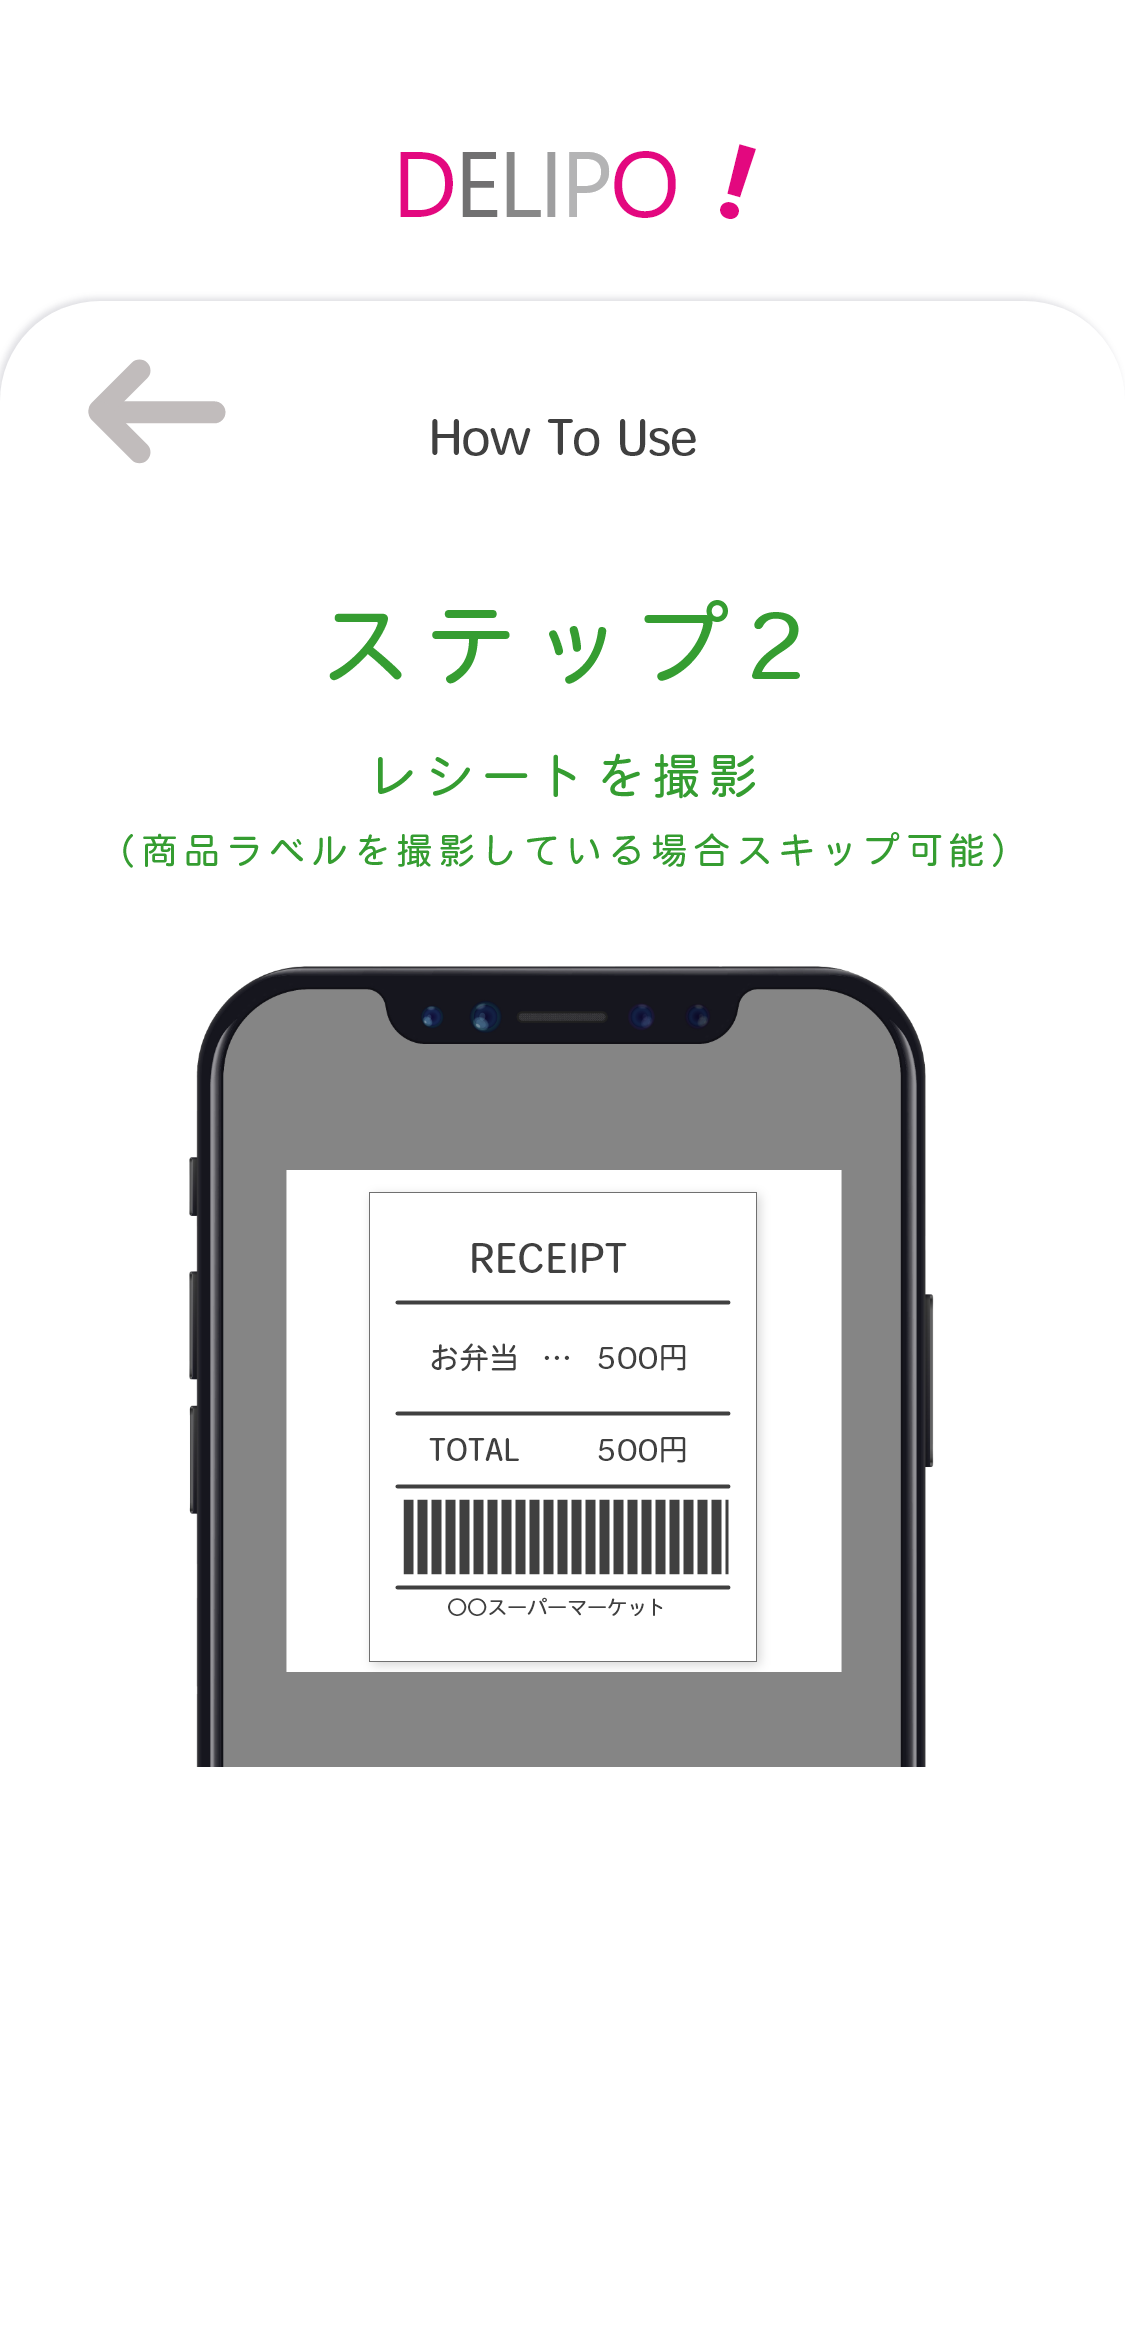 DELIPO！
How To Use
ステップ2
レシートを撮影
（商品ラベルを撮影している場合スキップ可能）
RECEIPT
お弁当 … 500円
TOTAL 500円
〇〇スーパーマーケット